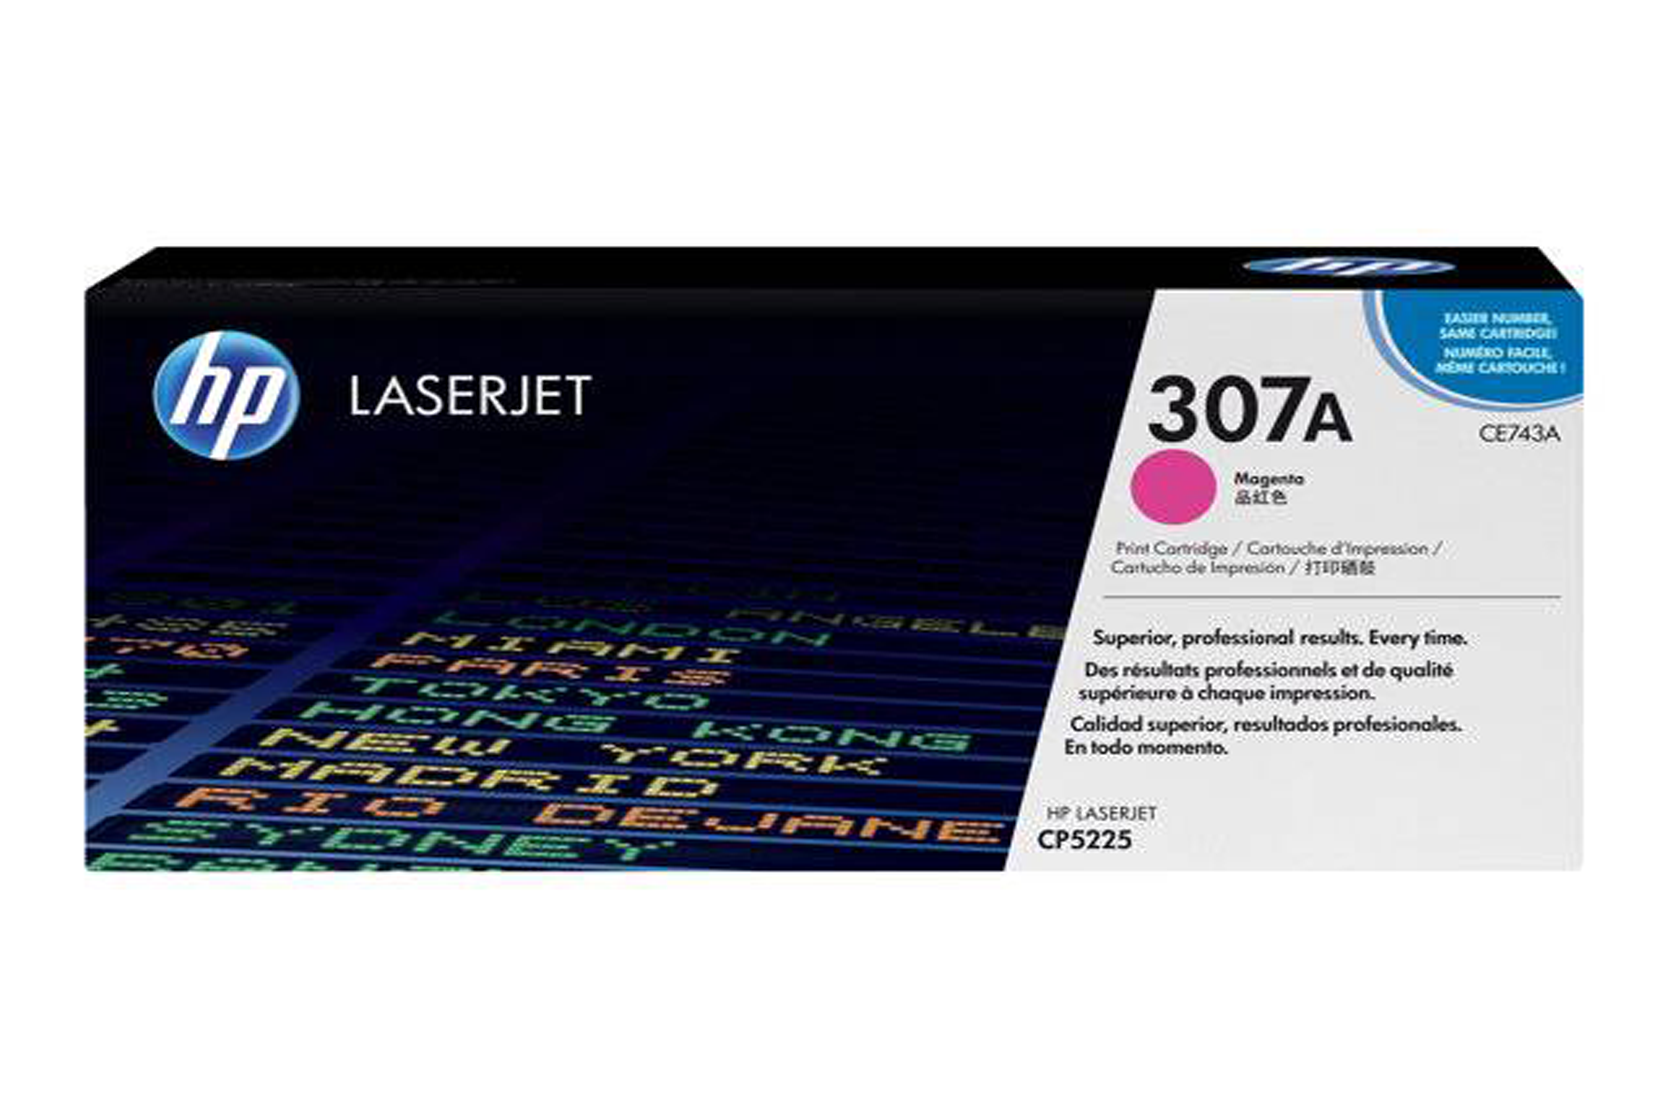 hp
hp
LASERJET
EASIER NUMBER,
SAME CARTRIDGE!
NUMÉRO FACILE,
MÊME CARTOUCHE !
307A
CE743A
Magenta
品红色
Print Cartridge / Cartouche d'Impression /
Cartucho de Impresión / 打印硒鼓
Superior, professional results. Every time.
Des résultats professionnels et de qualité
supérieure à chaque impression.
Calidad superior, resultados profesionales.
En todo momento.
HP LASERJET
CP5225
ANGELE
LONDON
MIAMI
PARIS
TOKYO
HONG KONG
NEW YORK
MADRID
RIO DEJANE
SYDNEY